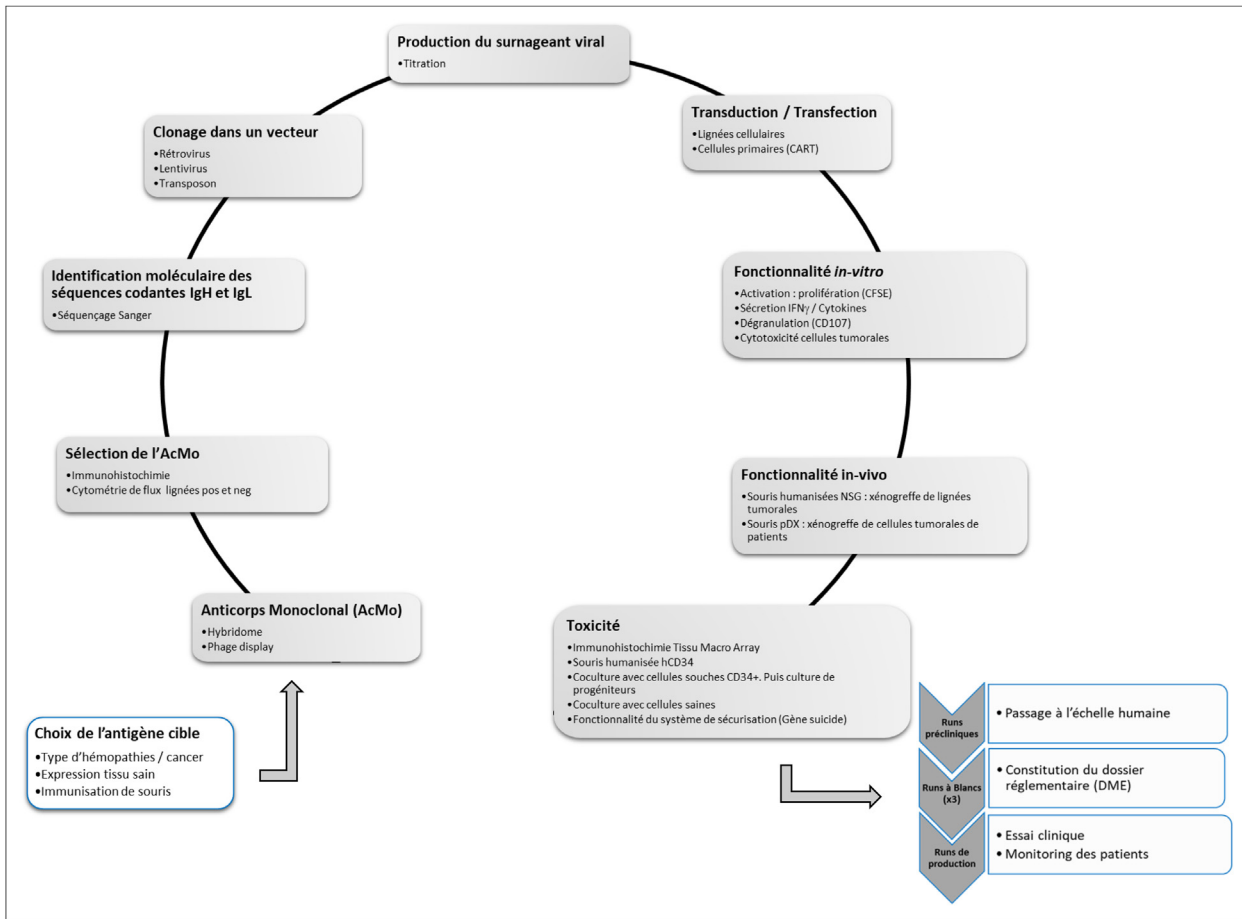 Production du surnageant viral
•Titration
Transduction / Transfection
•Lignées cellulaires
•Cellules primaires (CART)
Clonage dans un vecteur
•Rétrovirus
•Lentivirus
•Transposon
Identification moléculaire des
séquences codantes IgH et IgL
•Séquençage Sanger
Fonctionnalité in-vitro
•Activation : prolifération (CFSE)
•Sécrétion IFNγ / Cytokines
•Dégranulation (CD107)
•Cytotoxicité cellules tumorales
Sélection de l’AcMo
•Immunohistochimie
•Cytométrie de flux lignées pos et neg
Fonctionnalité in-vivo
•Souris humanisées NSG : xénogreffe de lignées
tumorales
•Souris pDX : xénogreffe de cellules tumorales de
patients
Anticorps Monoclonal (AcMo)
•Hybridome
•Phage display
Toxicité
•Immunohistochimie Tissu Macro Array
•Souris humanisée hCD34
•Coculture avec cellules souches CD34+. Puis culture de
progéniteurs
•Coculture avec cellules saines
•Fonctionnalité du système de sécurisation (Gène suicide)
Choix de l’antigène cible
•Type d’hémopathies / cancer
•Expression tissu sain
•Immunisation de souris
Runs
précliniques
• Passage à l’échelle humaine
Runs à Blancs
(x3)
• Constitution du dossier
réglementaire (DME)
Runs de
production
• Essai clinique
• Monitoring des patients